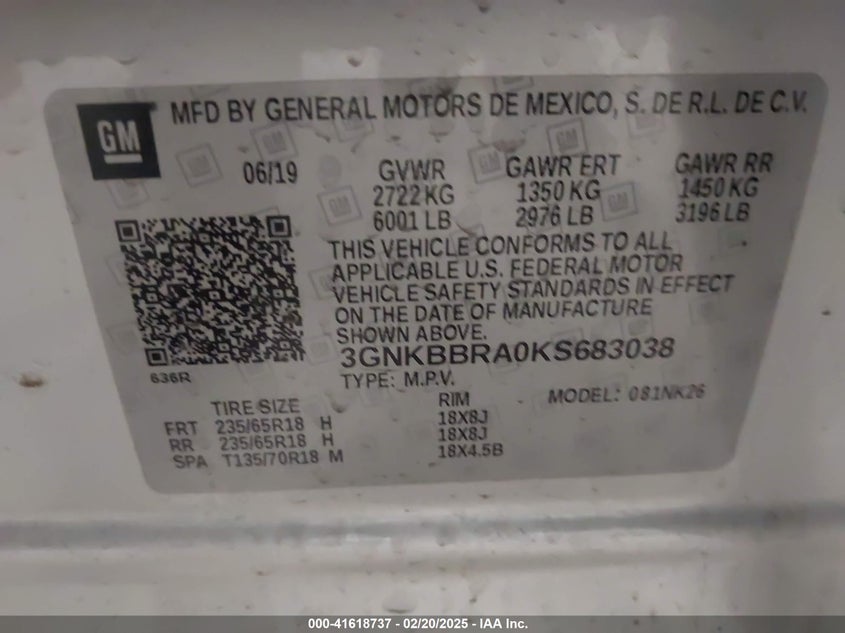 GM
MFD BY GENERAL MOTORS DE MEXICO, S. DE R.L. DE C.V.
06/19 GVWR GAWR FRT GAWR RR
2722 KG 1350 KG 1450 KG
6001 LB 2976 LB 3196 LB
THIS VEHICLE CONFORMS TO ALL
APPLICABLE U.S. FEDERAL MOTOR
VEHICLE SAFETY STANDARDS IN EFFECT
ON THE DATE OF MANUFACTURE
SHOWN ABOVE.
3GNKBBRA0KS683038
636R
TYPE: M.P.V. MODEL: 081NK26
TIRE SIZE RIM
FRT 235/65R18 H 18X8J
RR 235/65R18 H 18X8J
SPA T135/70R18 M 18X4.5B
000-41618737 - 02/20/2025 - IAA Inc.